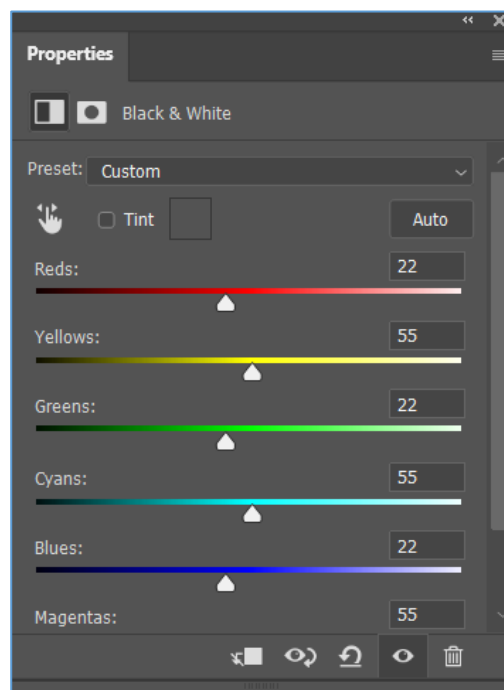 Properties
Black & White
Preset: Custom
Tint Auto
Reds: 22
Yellows: 55
Greens: 22
Cyans: 55
Blues: 22
Magentas: 55